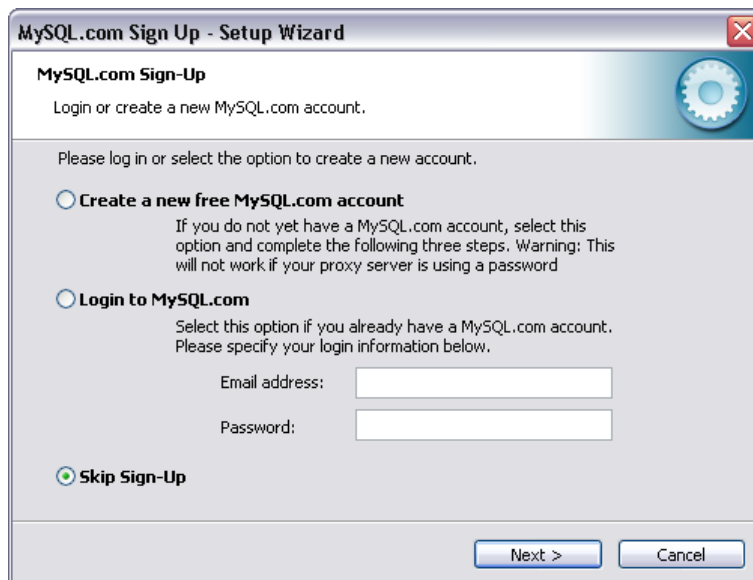 MySQL.com Sign Up - Setup Wizard
MySQL.com Sign-Up
Login or create a new MySQL.com account.
Please log in or select the option to create a new account.
Create a new free MySQL.com account
If you do not yet have a MySQL.com account, select this
option and complete the following three steps. Warning: This
will not work if your proxy server is using a password
Login to MySQL.com
Select this option if you already have a MySQL.com account.
Please specify your login information below.
Email address:
Password:
Skip Sign-Up
Next >
Cancel